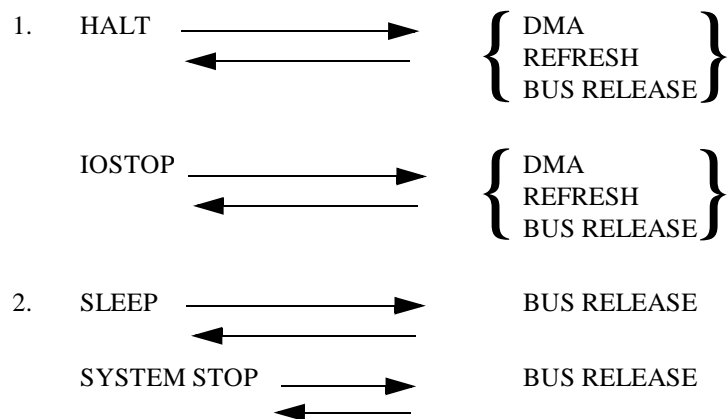 1. HALT DMA
REFRESH
BUS RELEASE
IOSTOP DMA
REFRESH
BUS RELEASE
2. SLEEP BUS RELEASE
SYSTEM STOP BUS RELEASE